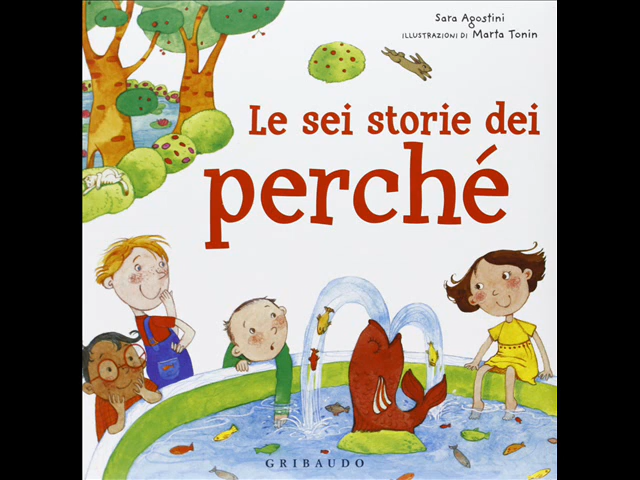 Sara Agostini
ILLUSTRAZIONI DI Marta Tonin
Le sei storie dei
perché
GRIBAUDO